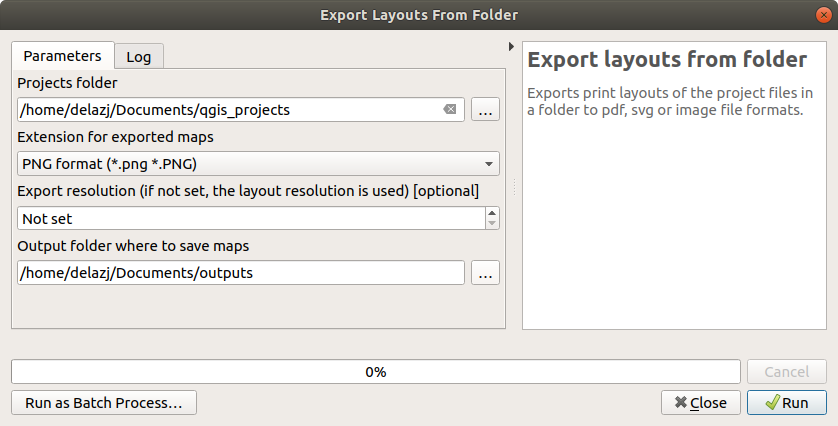 Export Layouts From Folder
Parameters
Log
Projects folder
/home/delazj/Documents/qgis_projects
...
Extension for exported maps
PNG format (*.png *.PNG)
Export resolution (if not set, the layout resolution is used) [optional]
Not set
Output folder where to save maps
/home/delazj/Documents/outputs
...
Export layouts from folder
Exports print layouts of the project files in
a folder to pdf, svg or image file formats.
0%
Cancel
Run as Batch Process…
Close
Run